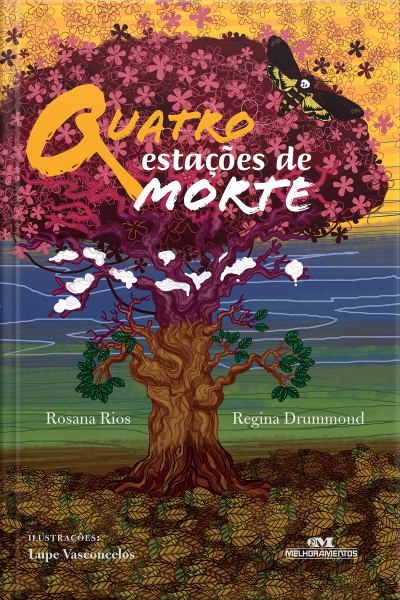 QUATRO
estações de
MORTE
Rosana Rios
Regina Drummond
ILUSTRAÇÕES:
Lupe Vasconcelos
MELHORAMENTOS